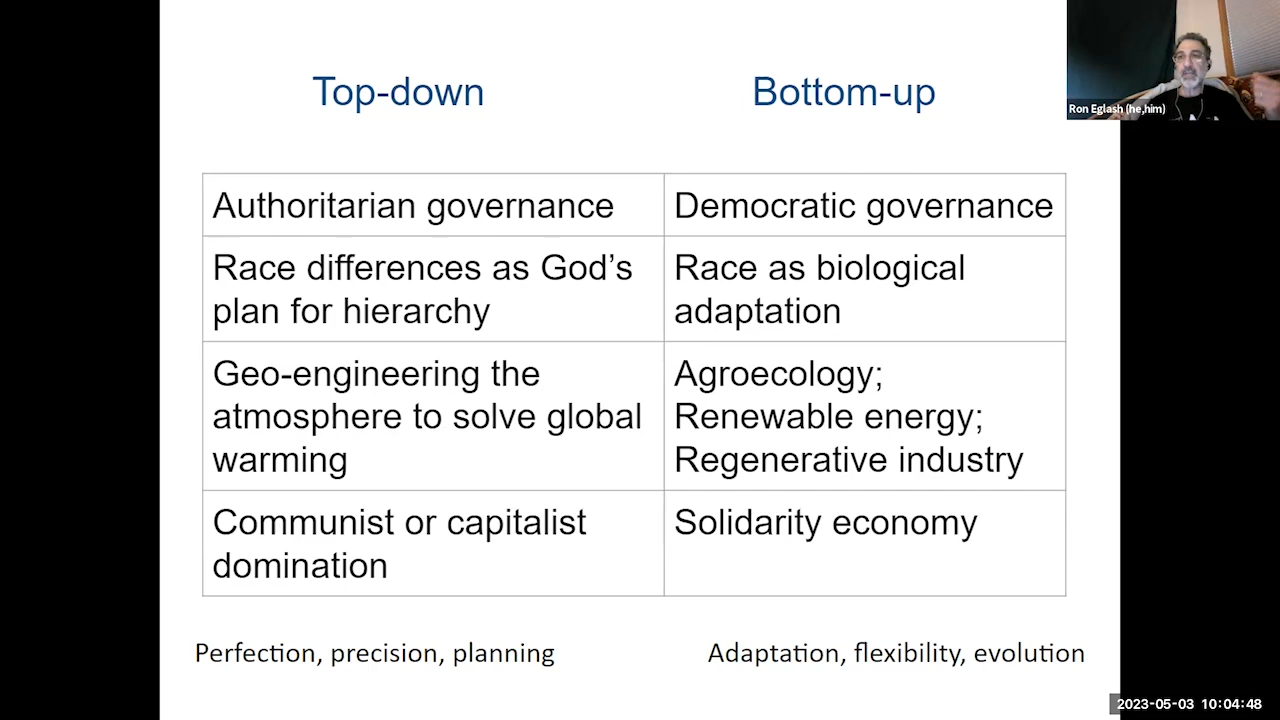 Top-down
Bottom-up
Ron Eglash (he,him)
Authoritarian governance
Democratic governance
Race differences as God’s
plan for hierarchy
Race as biological
adaptation
Geo-engineering the
atmosphere to solve global
warming
Agroecology;
Renewable energy;
Regenerative industry
Communist or capitalist
domination
Solidarity economy
Perfection, precision, planning
Adaptation, flexibility, evolution
2023-05-03 10:04:48